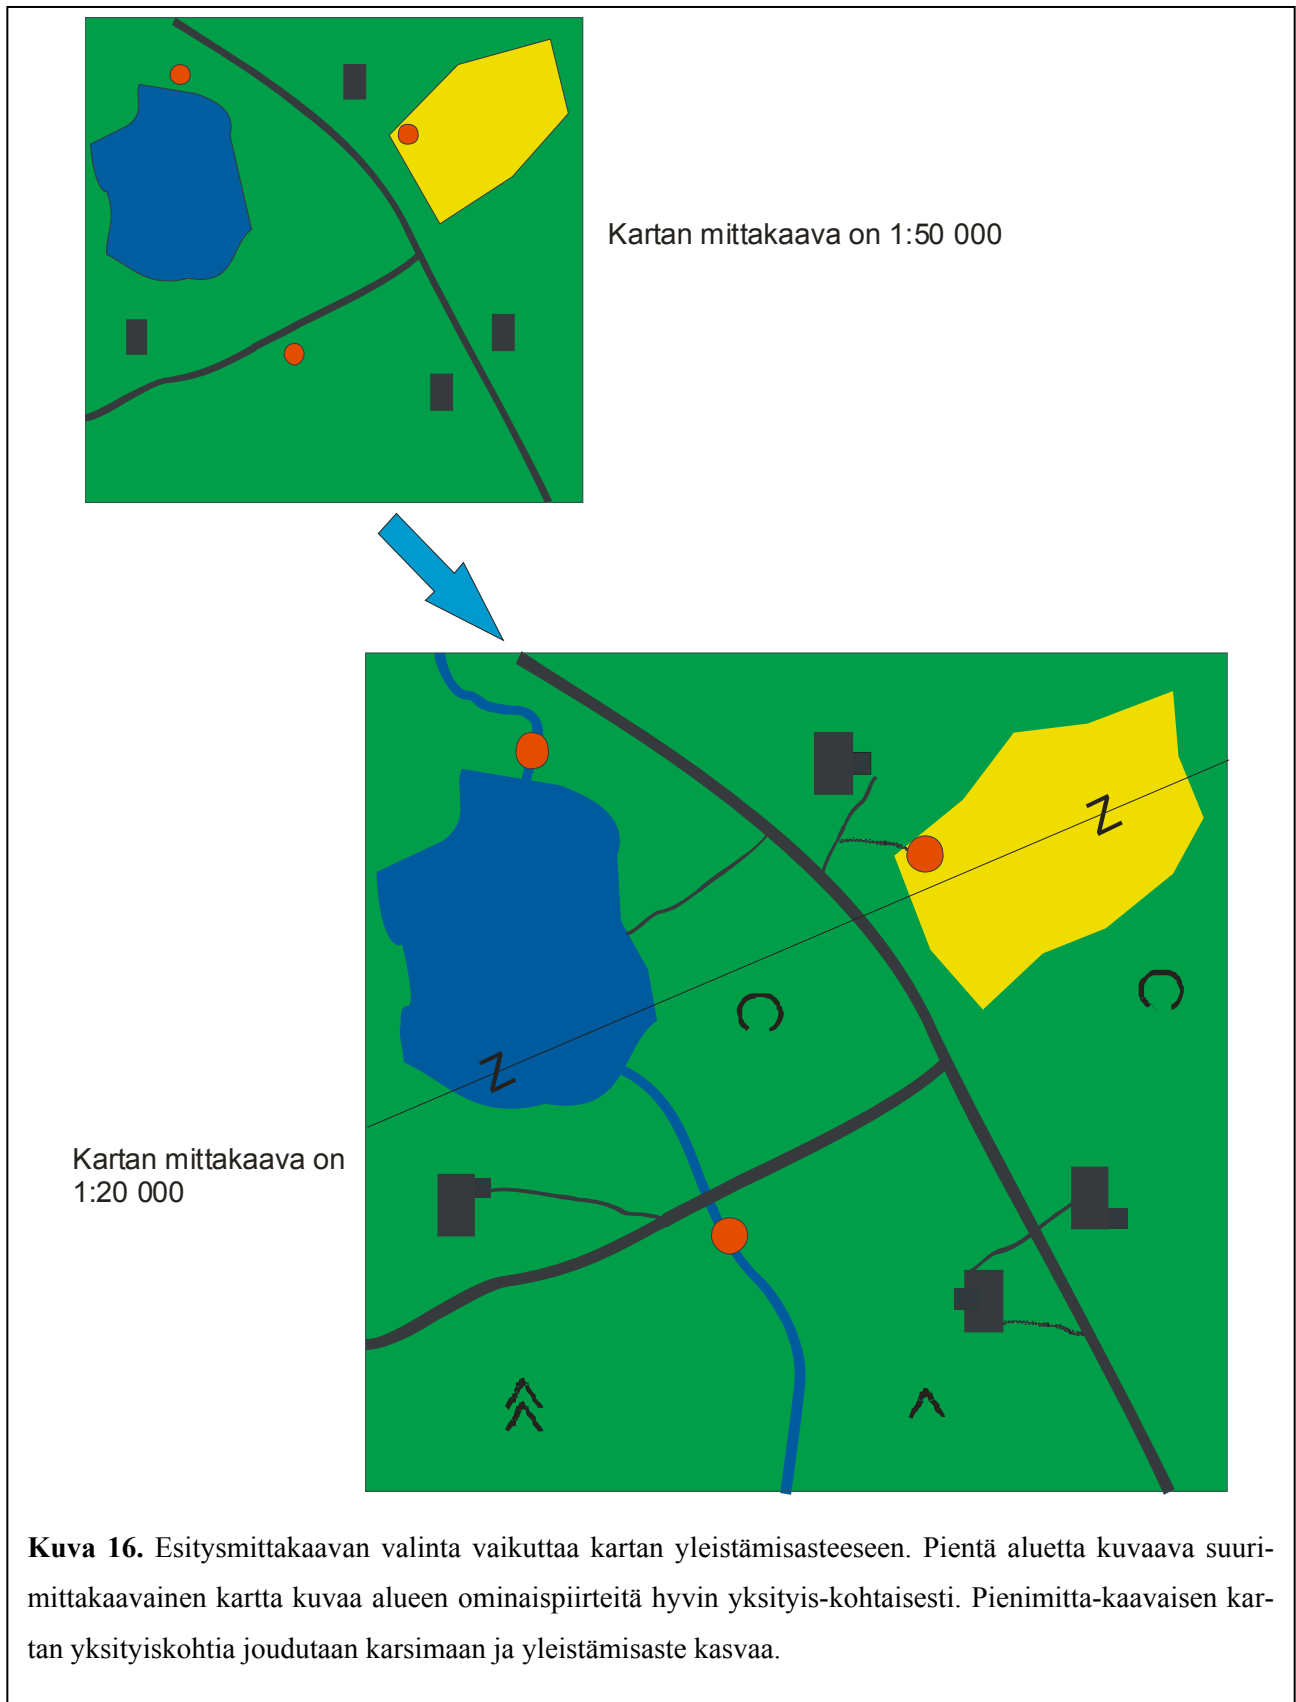 Kartan mittakaava on 1:50 000
Kartan mittakaava on
1:20 000
Kuva 16. Esitysmittakaavan valinta vaikuttaa kartan yleistämisasteeseen. Pientä aluetta kuvaava suuri-
mittakaavainen kartta kuvaa alueen ominaispiirteitä hyvin yksityis-kohtaisesti. Pienimitta-kaavaisen kar-
tan yksityiskohtia joudutaan karsimaan ja yleistämisaste kasvaa.